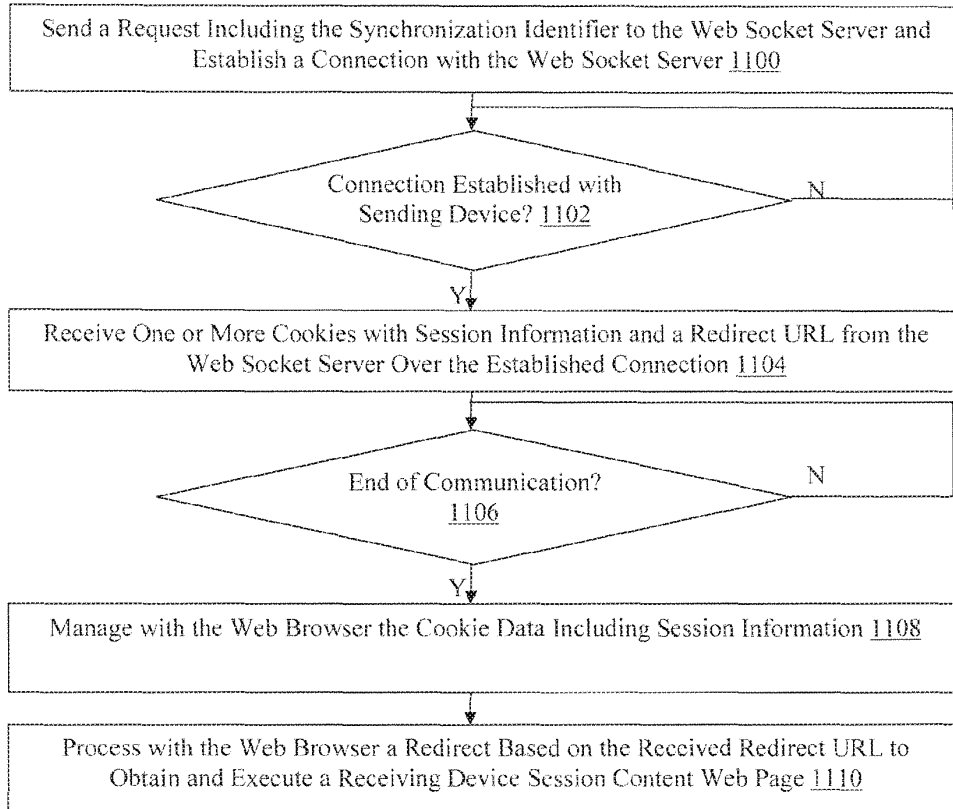 Send a Request Including the Synchronization Identifier to the Web Socket Server and
Establish a Connection with the Web Socket Server 1100
Connection Established with
Sending Device? 1102
N
Y
Receive One or More Cookies with Session Information and a Redirect URL from the
Web Socket Server Over the Established Connection 1104
End of Communication?
1106
N
Y
Manage with the Web Browser the Cookie Data Including Session Information 1108
Process with the Web Browser a Redirect Based on the Received Redirect URL to
Obtain and Execute a Receiving Device Session Content Web Page 1110